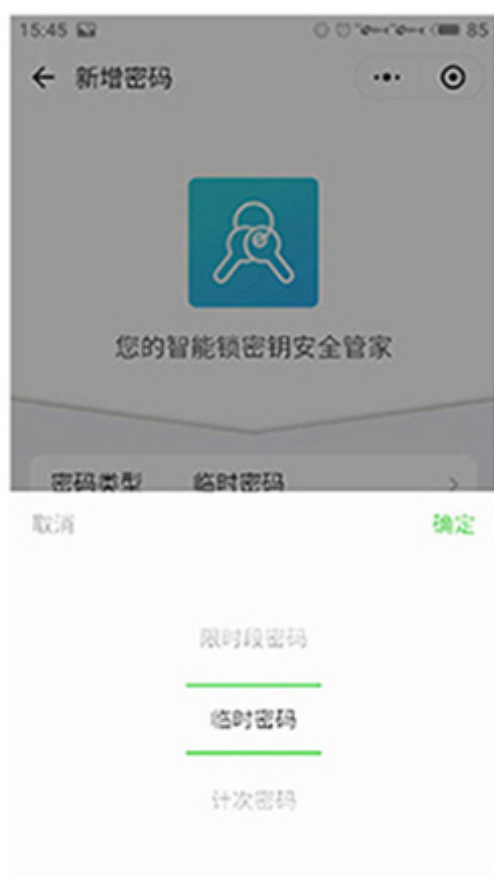 15:45 85
新增密码
您的智能锁密钥安全管家
密码类型 临时密码
取消 确定
限时段密码
临时密码
计次密码